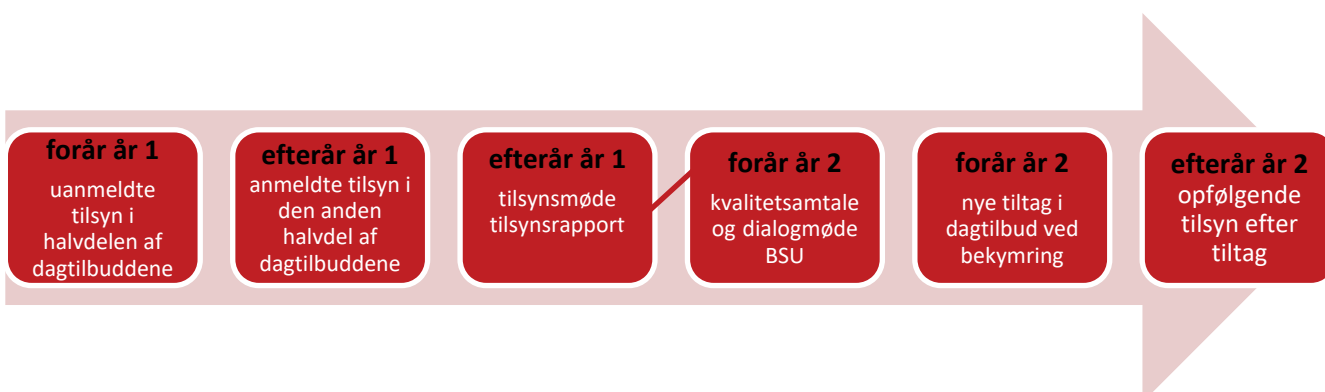 forår år 1
uanmeldte
tilsyn i
halvdelen af
dagtilbuddene
efterår år 1
anmeldte tilsyn i
den anden
halvdel af
dagtilbuddene
efterår år 1
tilsynsmøde
tilsynsrapport
forår år 2
kvalitetsamtale
og dialogmøde
BSU
forår år 2
nye tiltag i
dagtilbud ved
bekymring
efterår år 2
opfølgende
tilsyn efter
tiltag